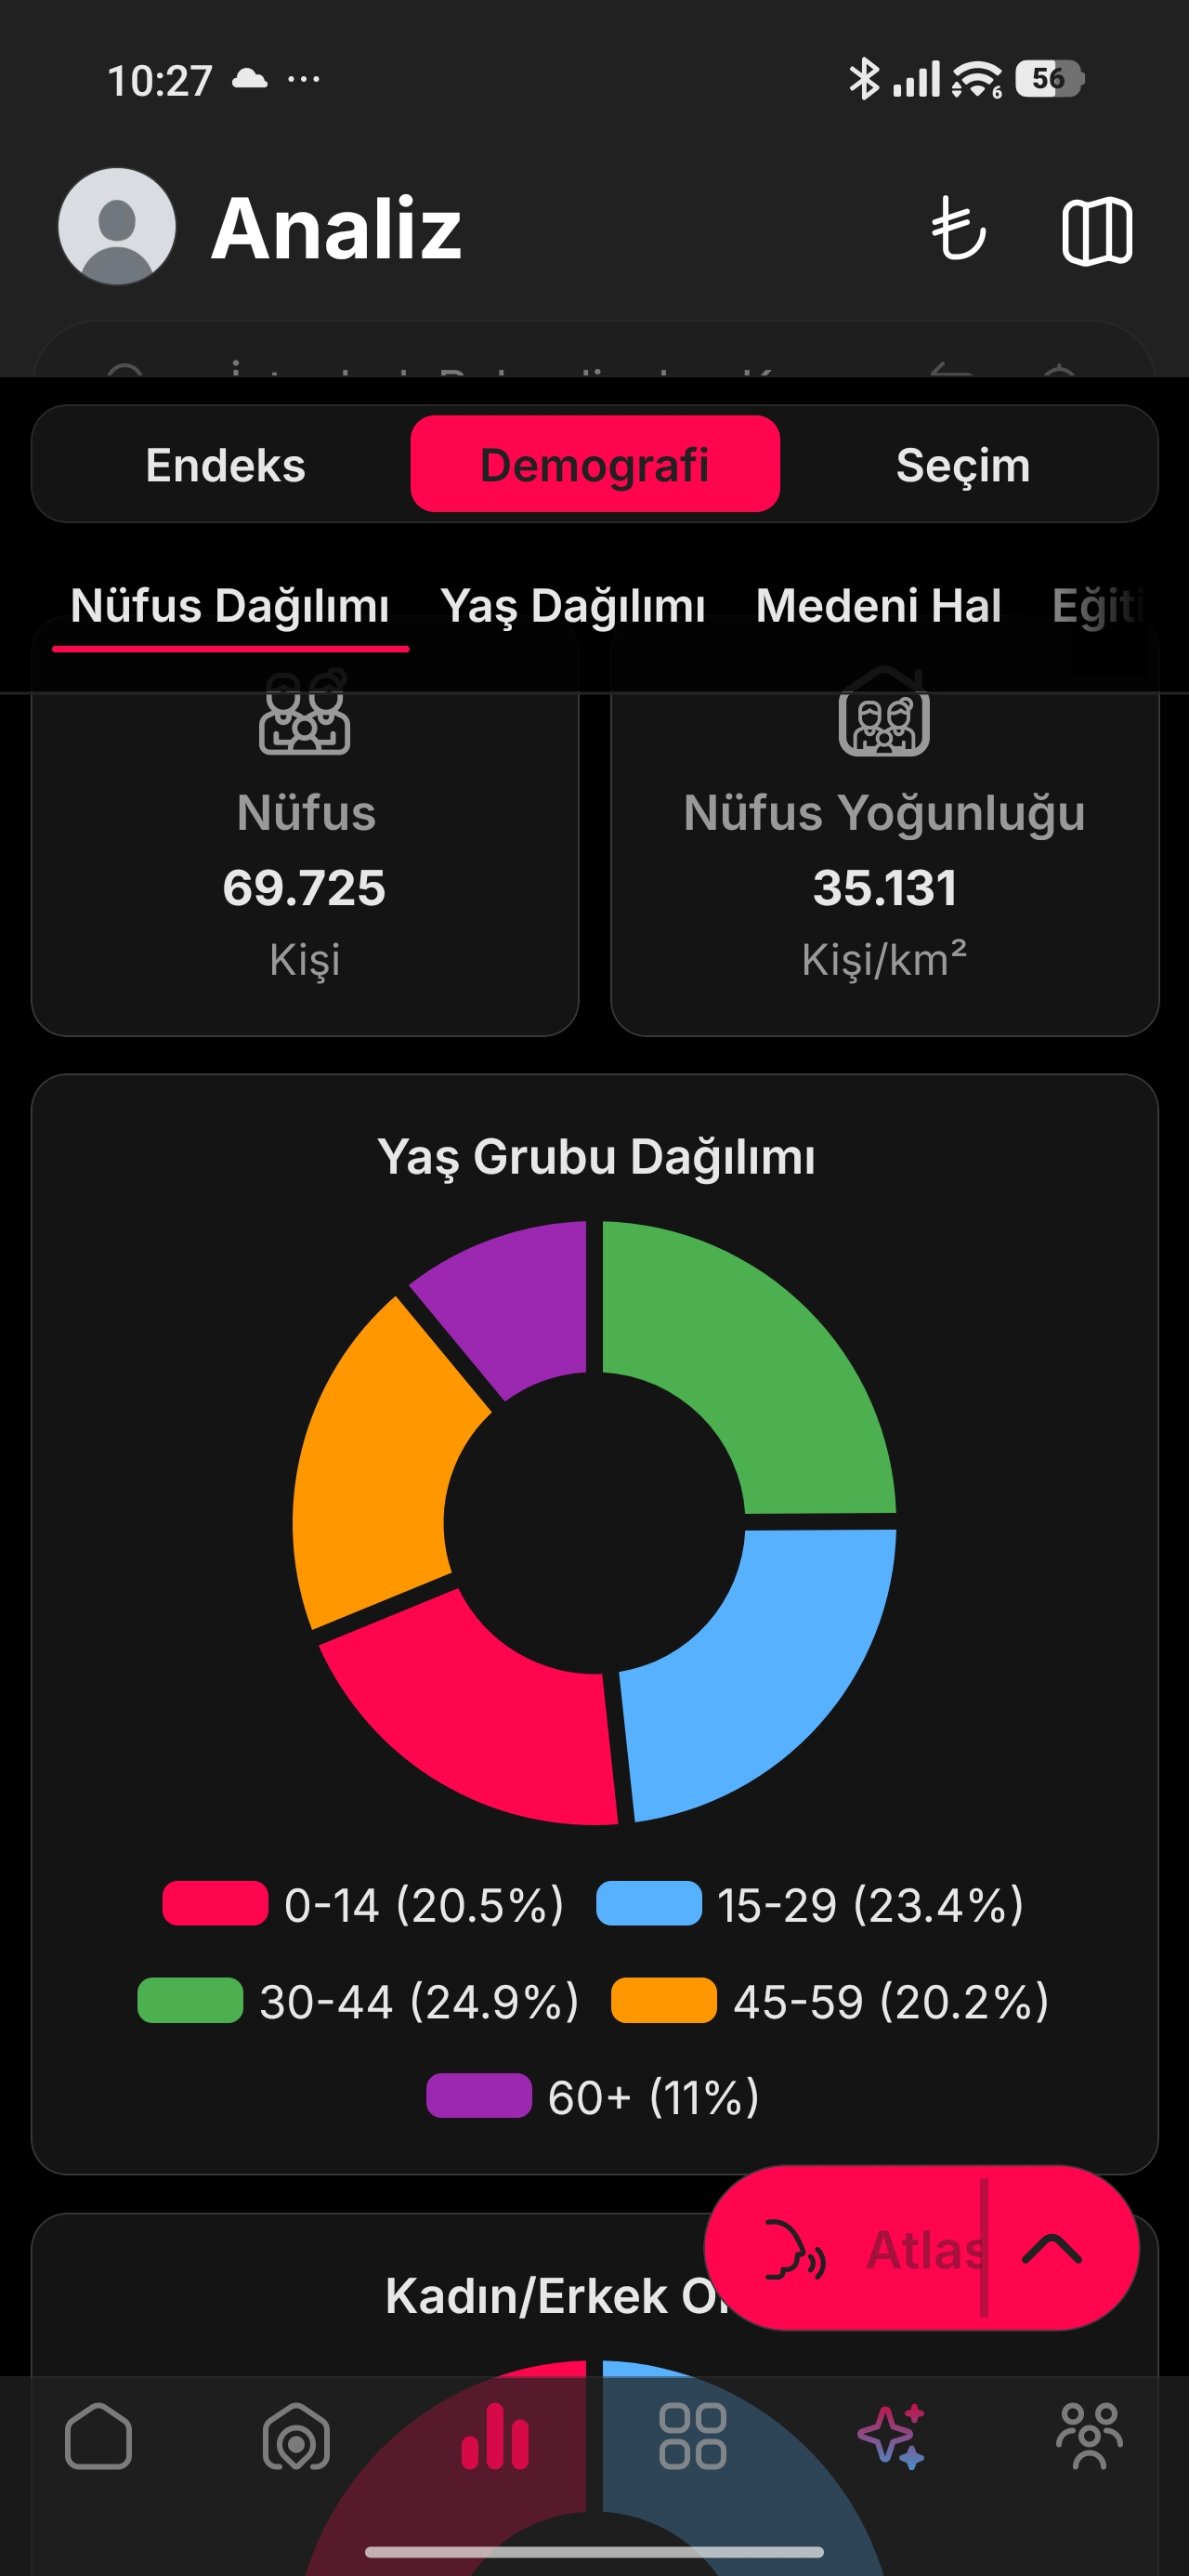 10:27
56
Analiz
Endeks Demografi Seçim
Nüfus Dağılımı Yaş Dağılımı Medeni Hal
Nüfus
69.725
Kişi
Nüfus Yoğunluğu
35.131
Kişi/km²
Yaş Grubu Dağılımı
0-14 (20.5%) 15-29 (23.4%)
30-44 (24.9%) 45-59 (20.2%)
60+ (11%)
Kadın/Erkek
Atlas